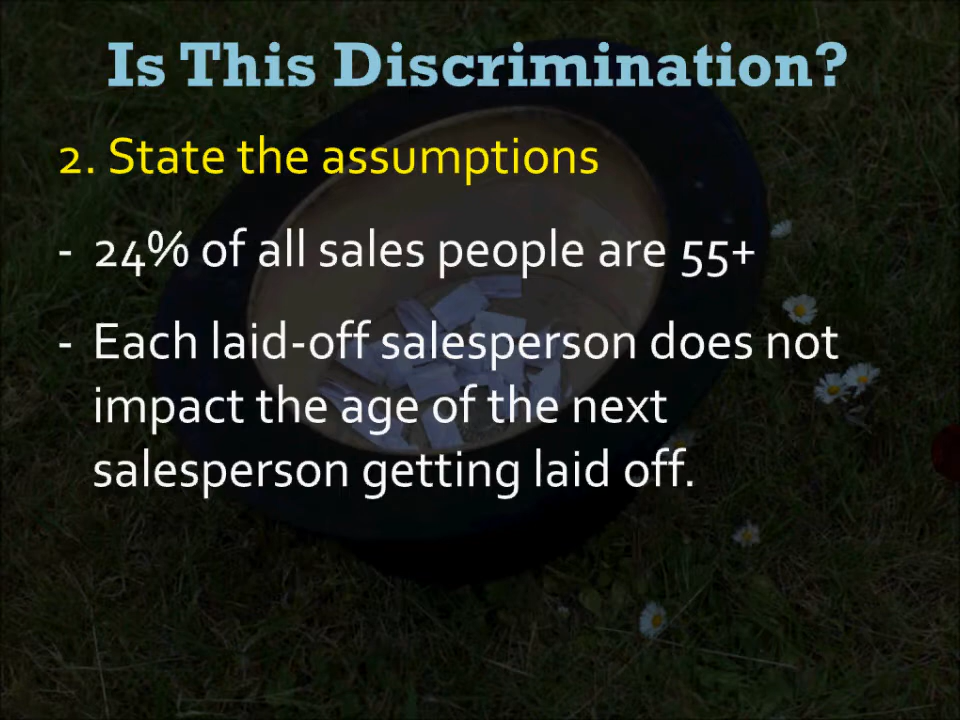 Is This Discrimination?
2. State the assumptions
- 24% of all sales people are 55+
- Each laid-off salesperson does not
impact the age of the next
salesperson getting laid off.